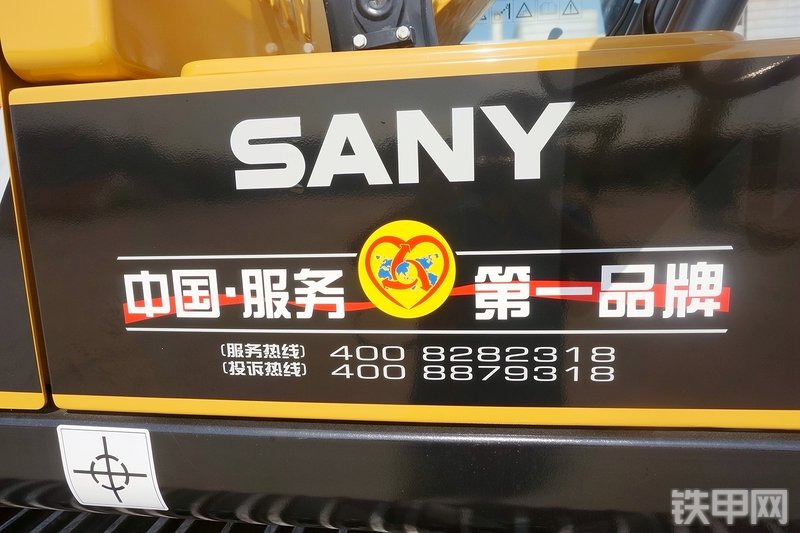 SANY
中国·服务 第一品牌
(服务热线) 400 8282318
(投诉热线) 400 8879318
铁甲网